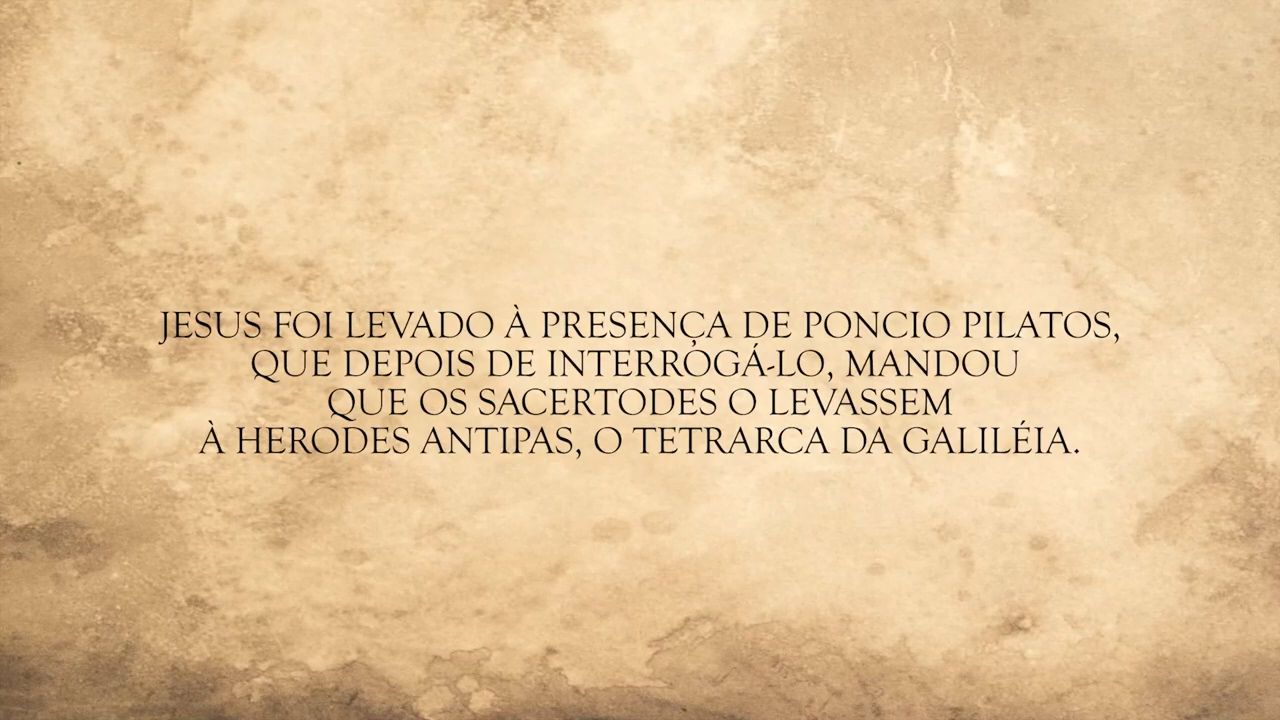 JESUS FOI LEVADO À PRESENÇA DE PONCIO PILATOS,
QUE DEPOIS DE INTERROGÁ-LO, MANDOU
QUE OS SACERTODES O LEVASSEM
À HERODES ANTIPAS, O TETRARCA DA GALILÉIA.